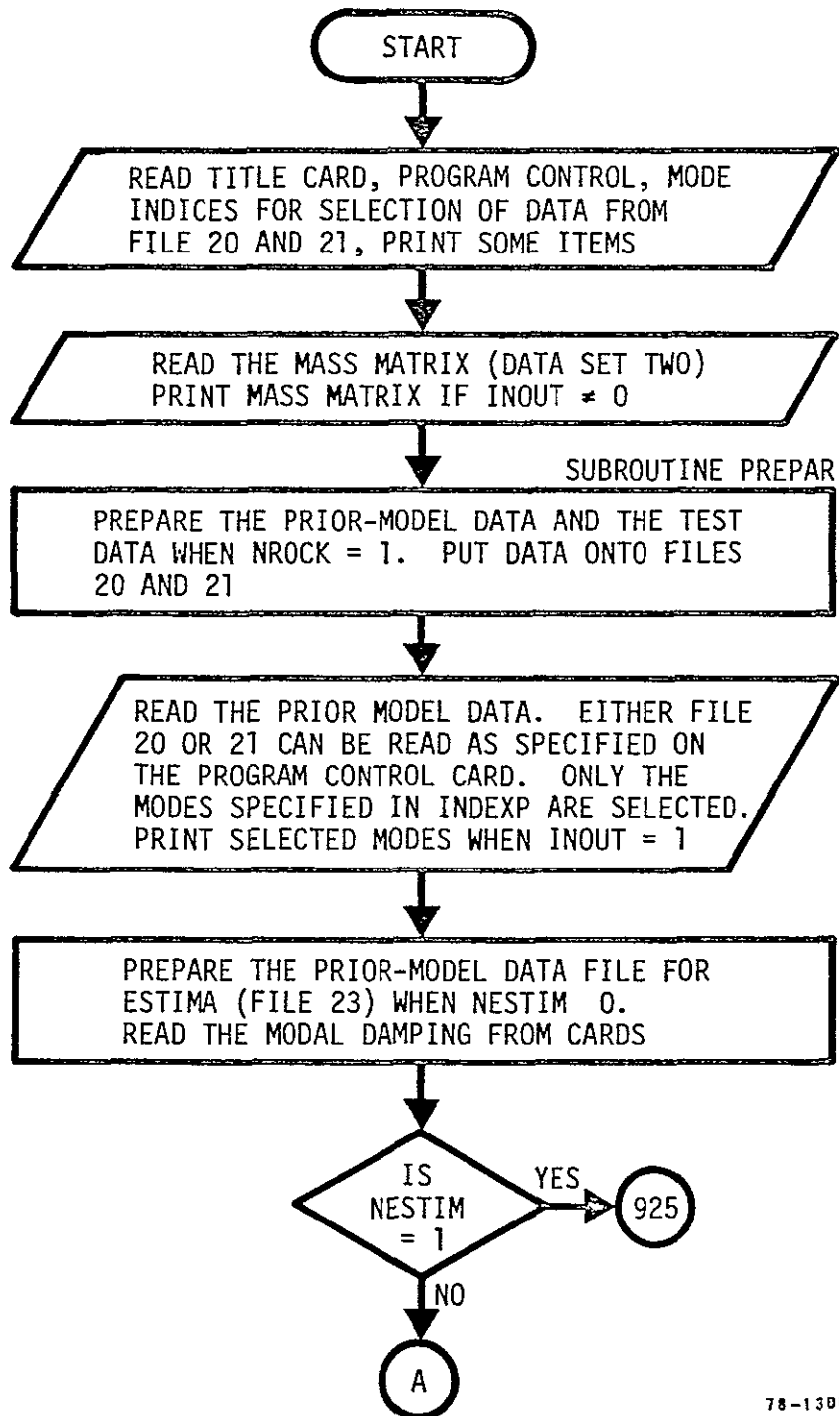 START
READ TITLE CARD, PROGRAM CONTROL, MODE
INDICES FOR SELECTION OF DATA FROM
FILE 20 AND 21, PRINT SOME ITEMS
READ THE MASS MATRIX (DATA SET TWO)
PRINT MASS MATRIX IF INOUT ≠ 0
SUBROUTINE PREPAR
PREPARE THE PRIOR-MODEL DATA AND THE TEST
DATA WHEN NROCK = 1. PUT DATA ONTO FILES
20 AND 21
READ THE PRIOR MODEL DATA. EITHER FILE
20 OR 21 CAN BE READ AS SPECIFIED ON
THE PROGRAM CONTROL CARD. ONLY THE
MODES SPECIFIED IN INDEXP ARE SELECTED.
PRINT SELECTED MODES WHEN INOUT = 1
PREPARE THE PRIOR-MODEL DATA FILE FOR
ESTIMA (FILE 23) WHEN NESTIM 0.
READ THE MODAL DAMPING FROM CARDS
IS
NESTIM
= 1
YES
925
NO
A
78-130